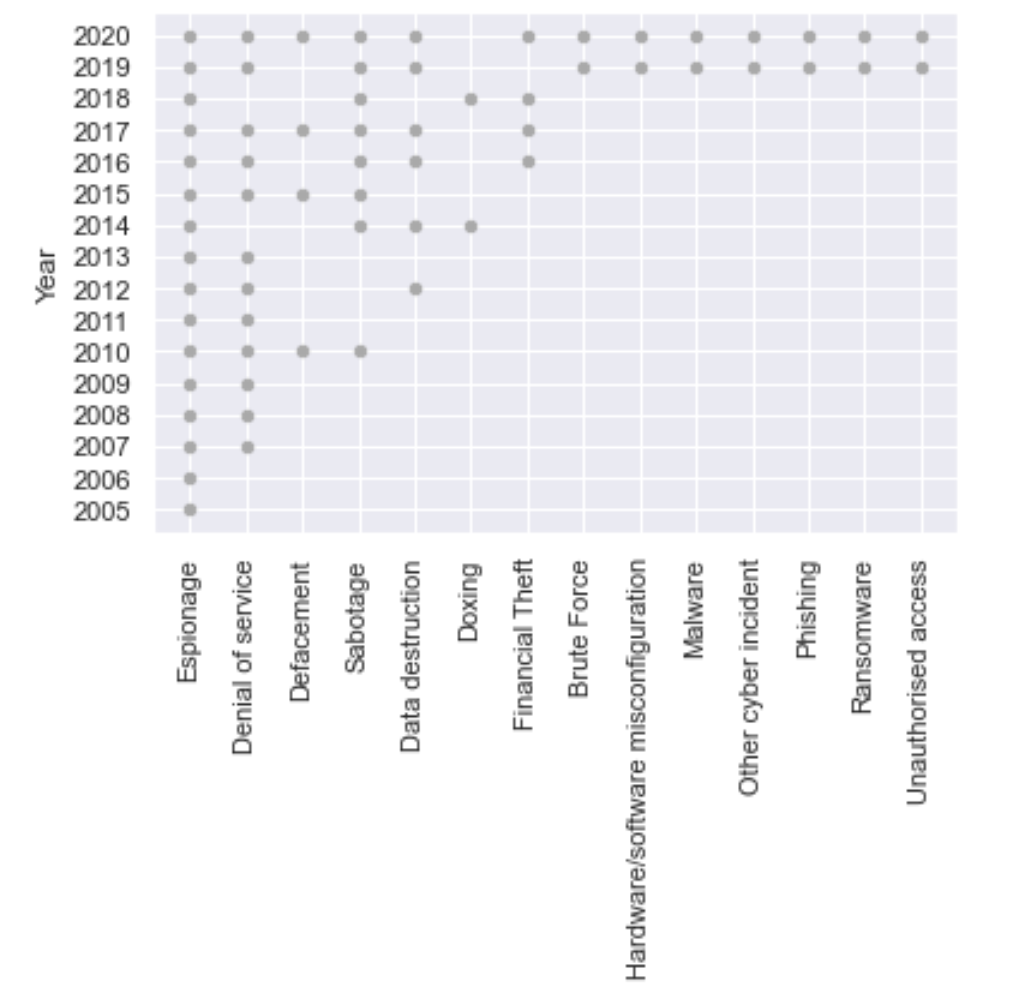 2020
2019
2018
2017
2016
2015
2014
2013
2012
2011
2010
2009
2008
2007
2006
2005
Year
Espionage
Denial of service
Defacement
Sabotage
Data destruction
Doxing
Financial Theft
Brute Force
Hardware/software misconfiguration
Malware
Other cyber incident
Phishing
Ransomware
Unauthorised access